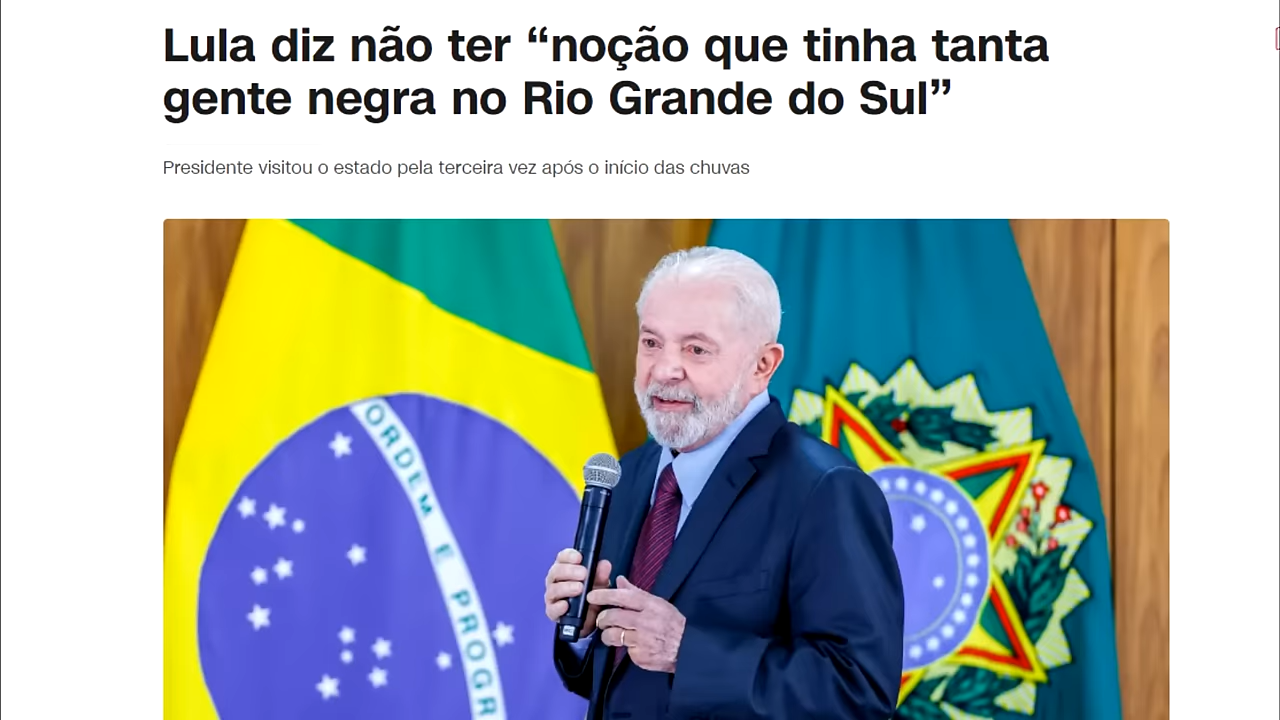 Lula diz não ter “noção que tinha tanta
gente negra no Rio Grande do Sul”
Presidente visitou o estado pela terceira vez após o início das chuvas
ORDEM E PROGR